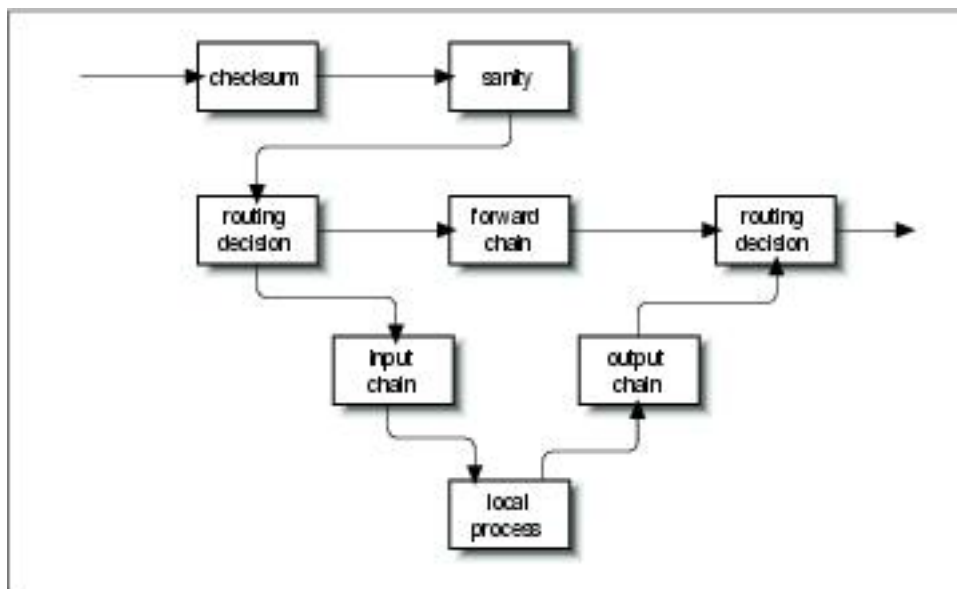 checksum
sanity
routing
decision
forward
chain
routing
decision
input
chain
output
chain
local
process